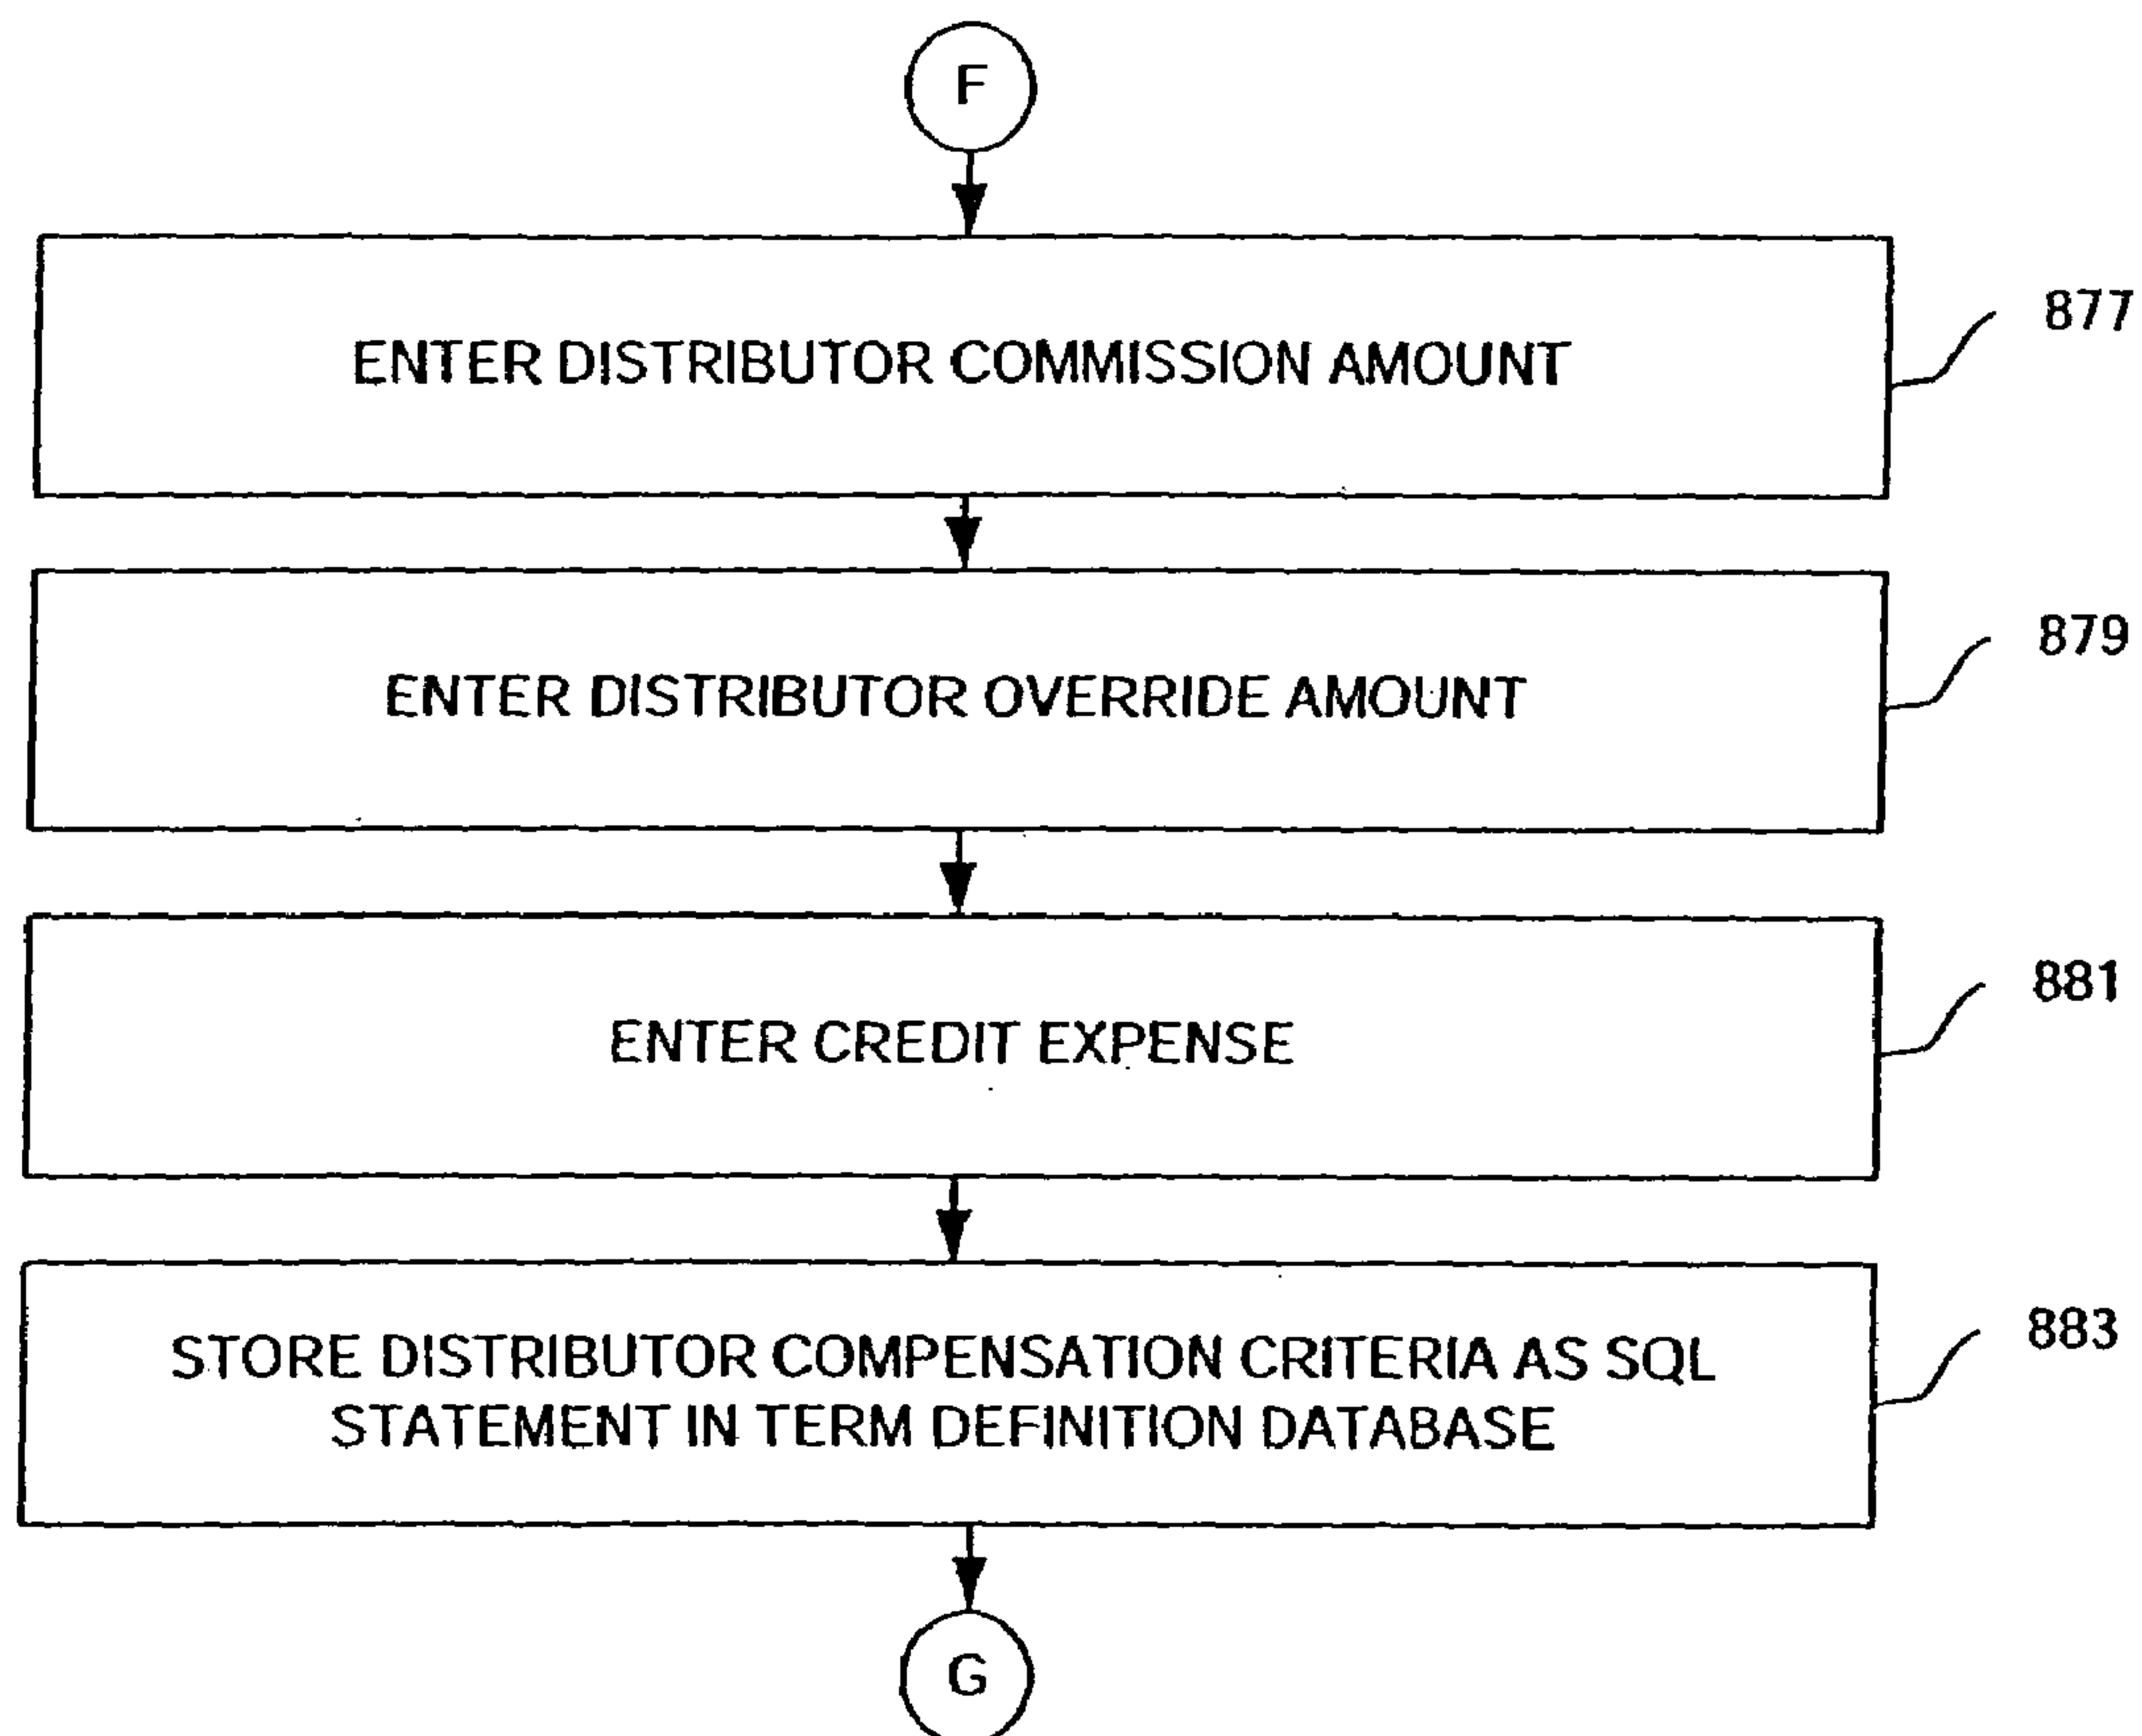 F
ENTER DISTRIBUTOR COMMISSION AMOUNT
877
ENTER DISTRIBUTOR OVERRIDE AMOUNT
879
ENTER CREDIT EXPENSE
881
STORE DISTRIBUTOR COMPENSATION CRITERIA AS SQL
STATEMENT IN TERM DEFINITION DATABASE
883
G